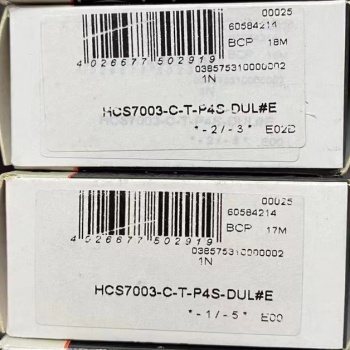 00025
60584214
BCP 18M
4 026677 502919
038575310000002
1N
HCS7003-C-T-P4S-DUL#E
*-2/-3* E02D
00025
60584214
BCP 17M
4 026677 502919
038575310000002
1N
HCS7003-C-T-P4S-DUL#E
*-1/-5* E00